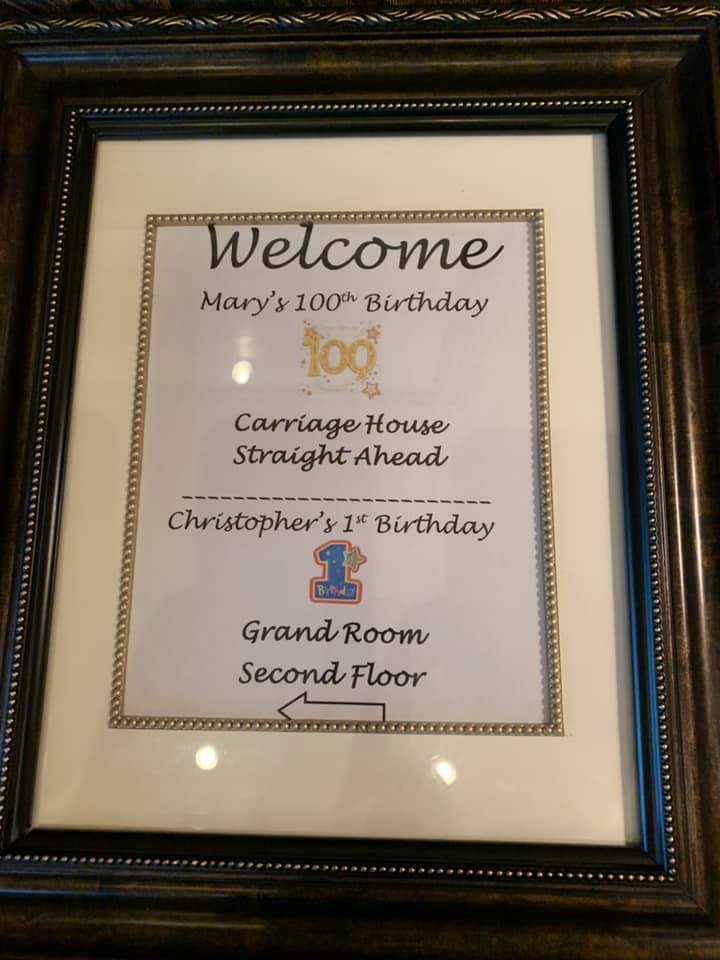 Welcome
Mary's 100th Birthday
100
Carriage House
Straight Ahead
--------------------------
Christopher's 1st Birthday
1
Birthday
Grand Room
Second Floor